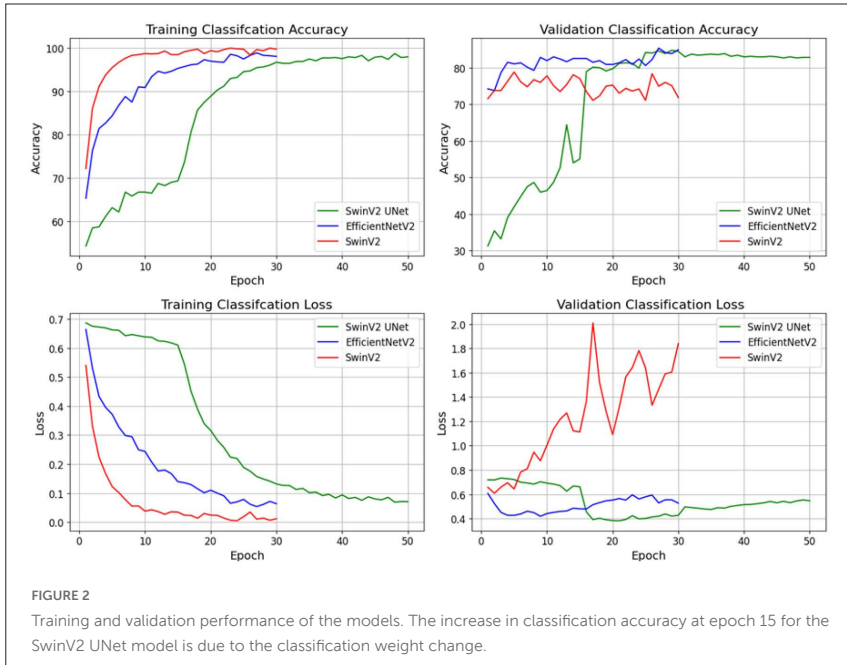 Training Classifcation Accuracy
100
90
80
70
60
Accuracy
0
10
20
30
40
50
Epoch
SwinV2 UNet
EfficientNetV2
SwinV2
Validation Classification Accuracy
80
70
60
50
40
30
Accuracy
0
10
20
30
40
50
Epoch
SwinV2 UNet
EfficientNetV2
SwinV2
Training Classifcation Loss
0.7
0.6
0.5
0.4
0.3
0.2
0.1
0.0
Loss
0
10
20
30
40
50
Epoch
SwinV2 UNet
EfficientNetV2
SwinV2
Validation Classification Loss
2.0
1.8
1.6
1.4
1.2
1.0
0.8
0.6
0.4
Loss
0
10
20
30
40
50
Epoch
SwinV2 UNet
EfficientNetV2
SwinV2
FIGURE 2
Training and validation performance of the models. The increase in classification accuracy at epoch 15 for the
SwinV2 UNet model is due to the classification weight change.